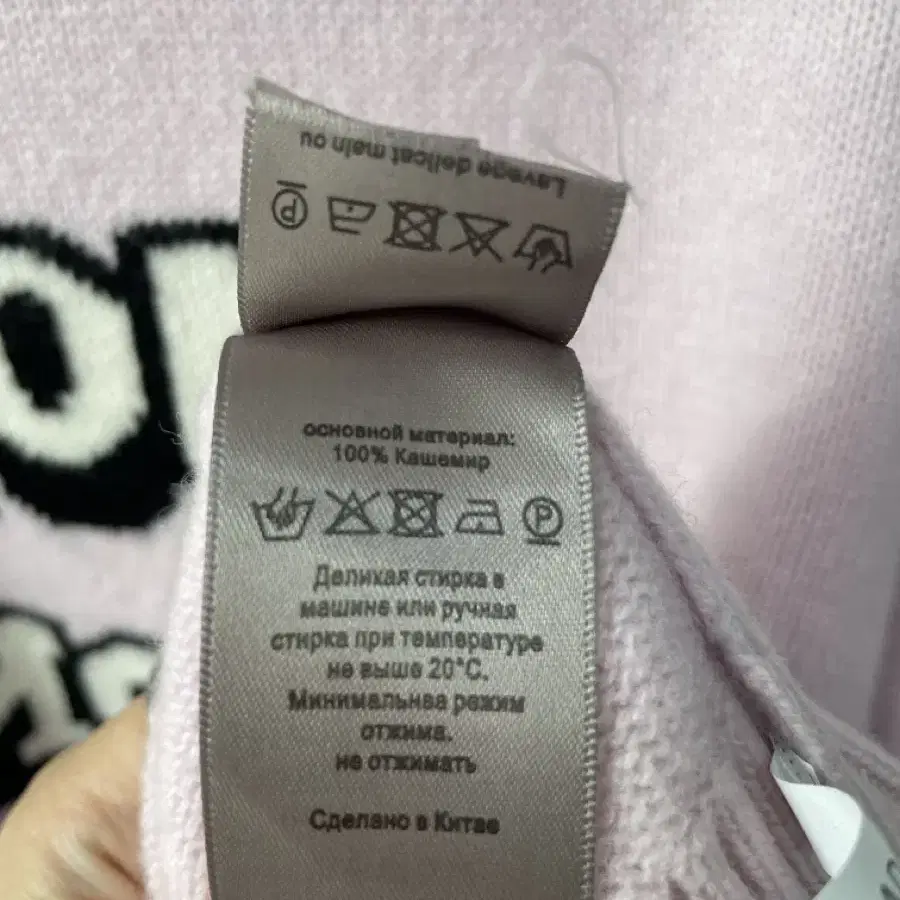 Lavage delicat main ou
основной материал:
100% Кашемир
P
Деликая стирка в
машине или ручная
стирка при температуре
не выше 20°С.
Минимальная режим
отжима.
не отжимать
Сделано в Китае